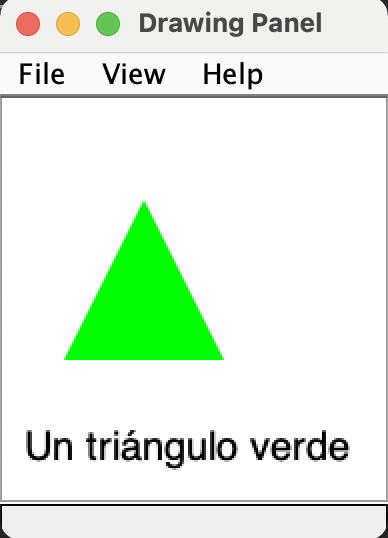 Drawing Panel
File View Help
Un triángulo verde